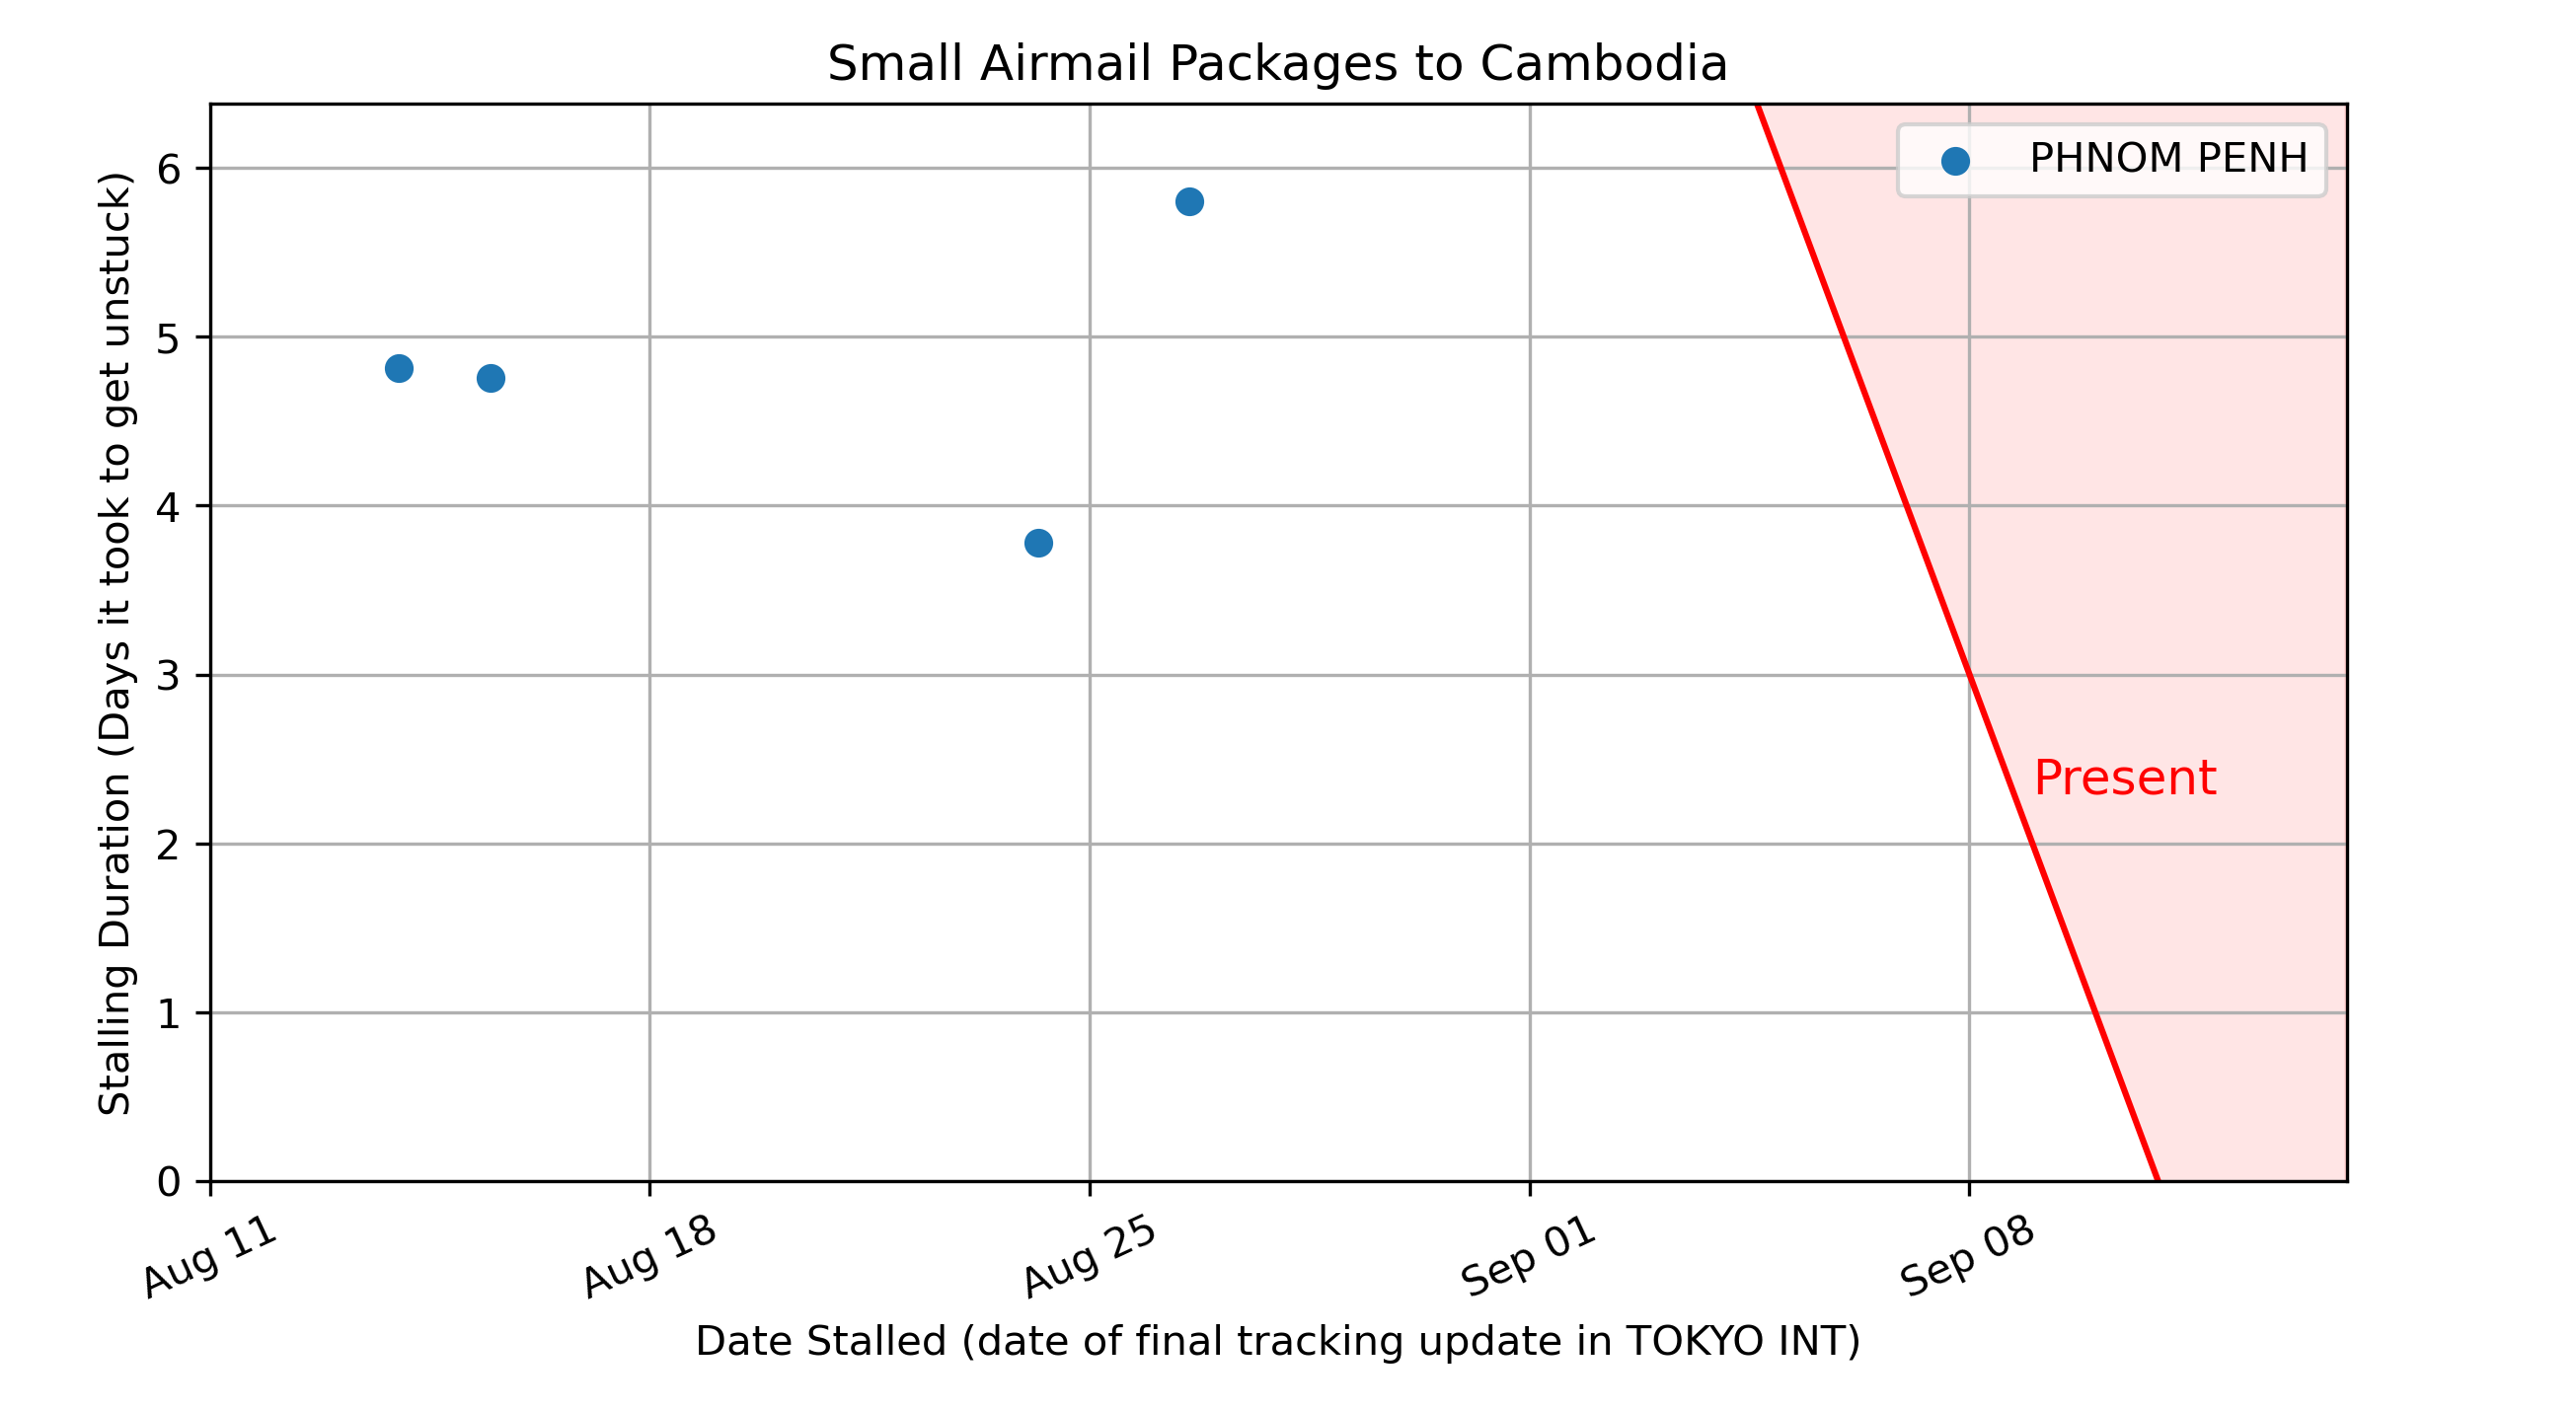 Small Airmail Packages to Cambodia
PHNOM PENH
Stalling Duration (Days it took to get unstuck)
6
5
4
3
2
1
0
Present
Aug 11
Aug 18
Aug 25
Sep 01
Sep 08
Date Stalled (date of final tracking update in TOKYO INT)